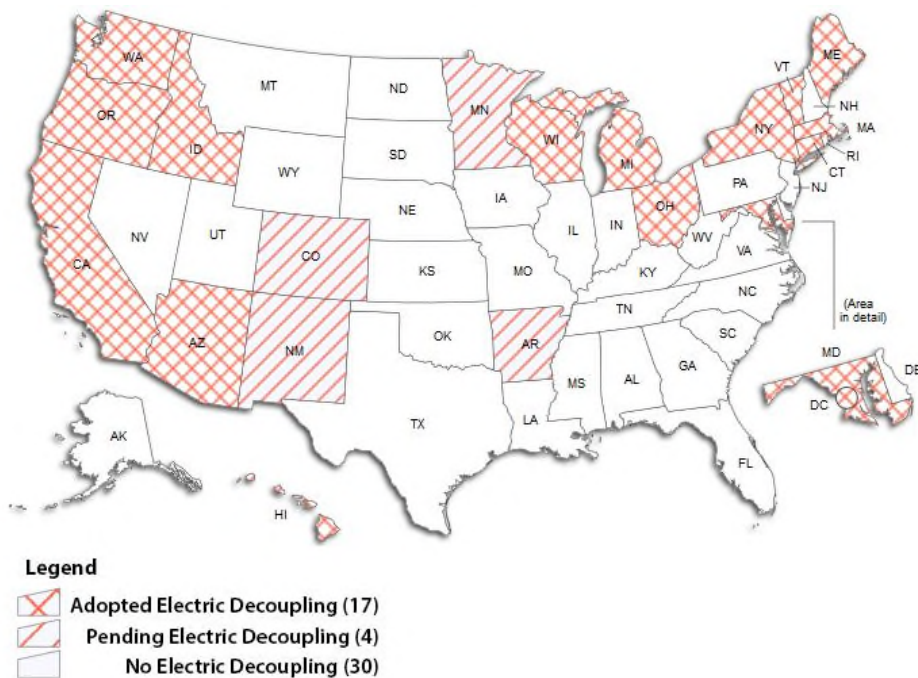 WA
MT
ND
MN
OR
ID
WY
SD
WI
MI
VT
ME
NH
NY
MA
RI
CT
NJ
PA
NV
UT
CO
NE
IA
IL
IN
OH
WV
VA
CA
KS
MO
KY
NC
TN
AZ
NM
OK
AR
SC
(Area
in detail)
TX
LA
MS
AL
GA
FL
MD
DE
DC
AK
HI
Legend
Adopted Electric Decoupling (17)
Pending Electric Decoupling (4)
No Electric Decoupling (30)